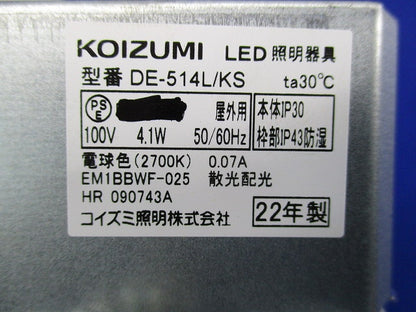 KOIZUMI LED照明器具
型番 DE-514L/KS ta30℃
PS
E
屋外用
100V 4.1W 50/60Hz
本体IP30
枠部IP43防湿
電球色(2700K) 0.07A
EM1BBWF-025 散光配光
HR 090743A
コイズミ照明株式会社
22年製